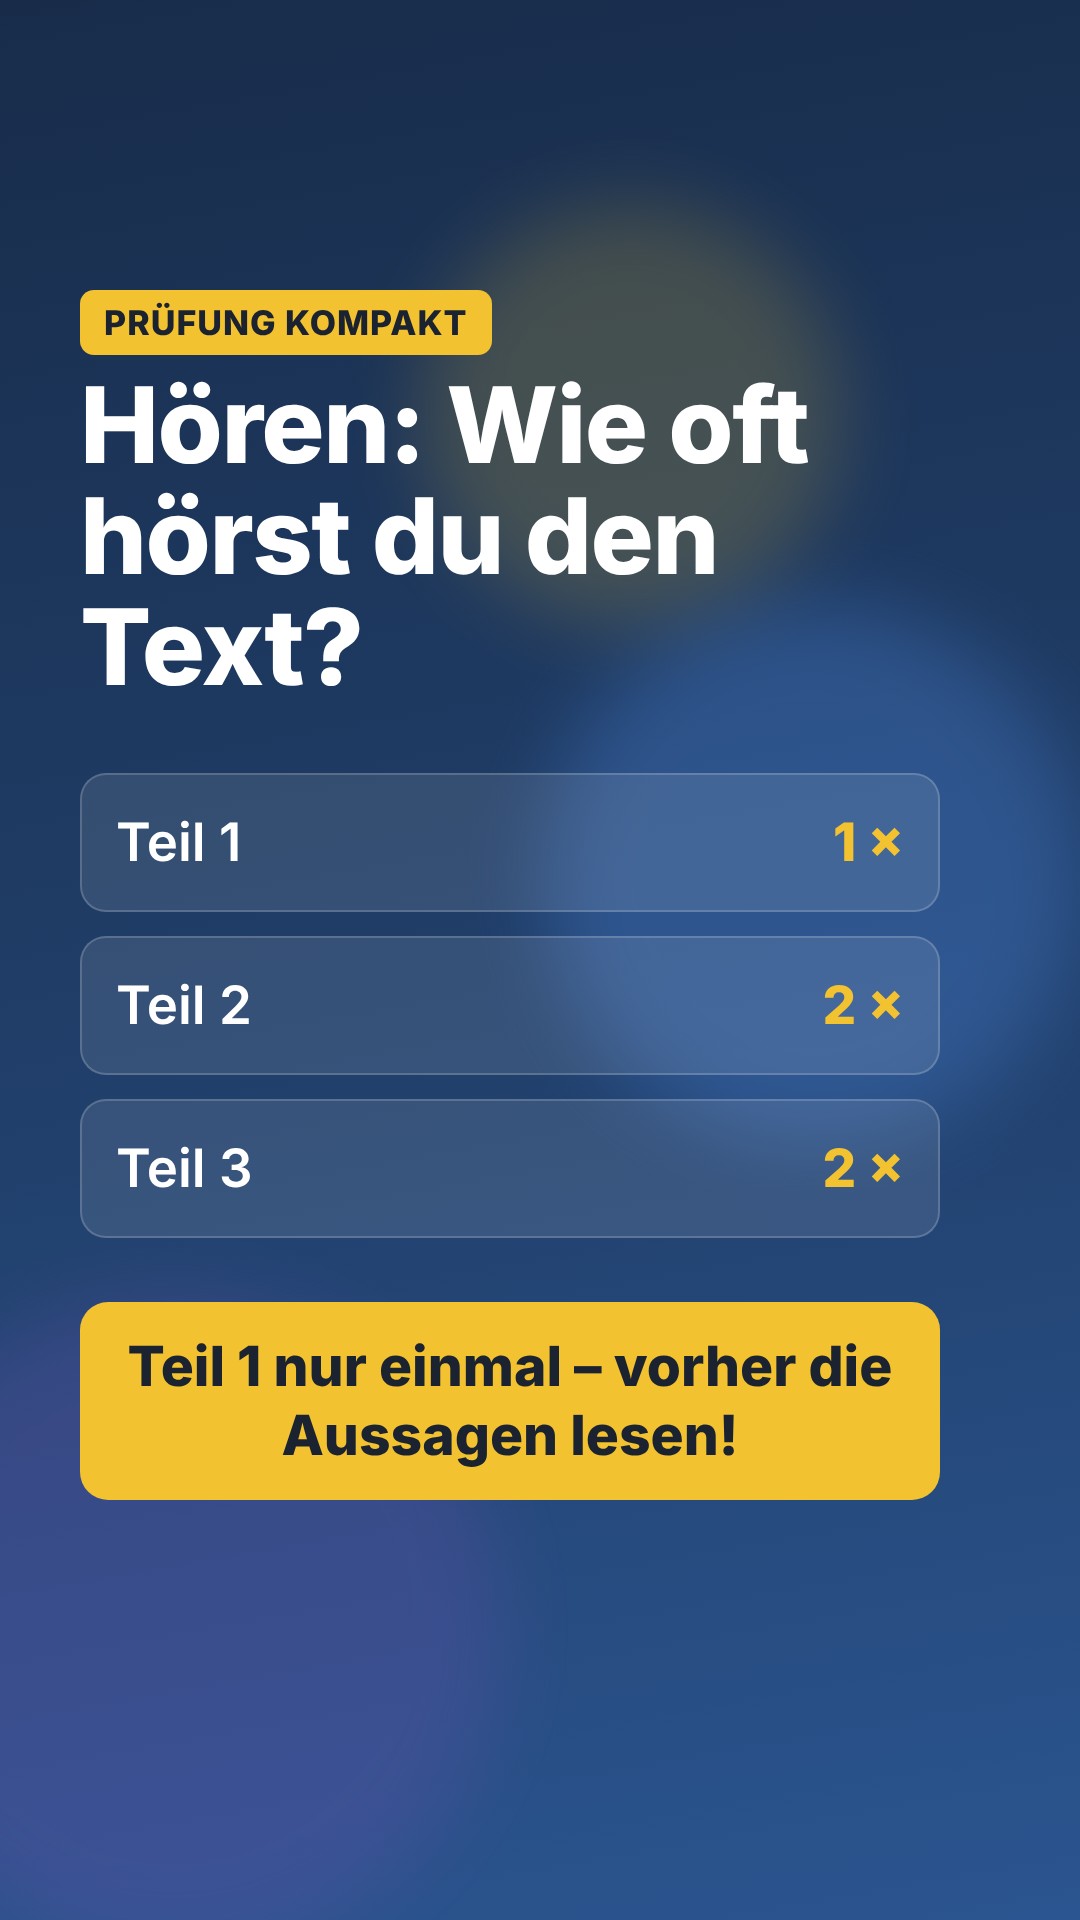 PRÜFUNG KOMPAKT
Hören: Wie oft
hörst du den
Text?
Teil 1 1 ×
Teil 2 2 ×
Teil 3 2 ×
Teil 1 nur einmal – vorher die
Aussagen lesen!